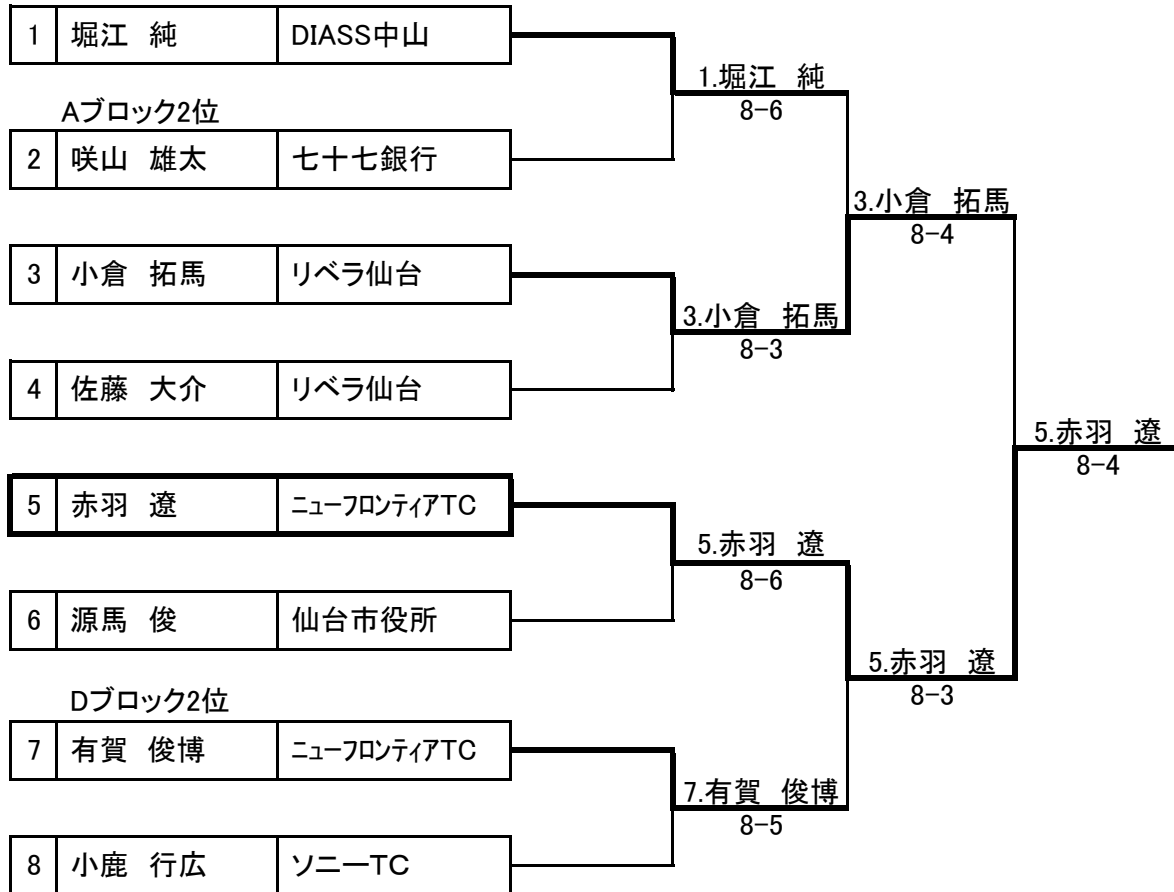 1 堀江 純 DIASS中山
1.堀江 純
8-6
Aブロック2位
2 咲山 雄太 七十七銀行
3.小倉 拓馬
8-4
3 小倉 拓馬 リベラ仙台
3.小倉 拓馬
8-3
4 佐藤 大介 リベラ仙台
5.赤羽 遼
8-4
5 赤羽 遼 ニューフロンティアTC
5.赤羽 遼
8-6
6 源馬 俊 仙台市役所
5.赤羽 遼
8-3
Dブロック2位
7 有賀 俊博 ニューフロンティアTC
7.有賀 俊博
8-5
8 小鹿 行広 ソニーTC